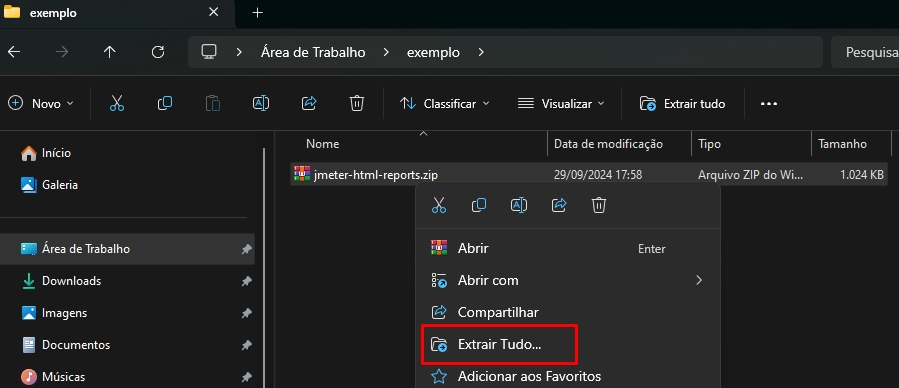 exemplo
Área de Trabalho
exemplo
Pesquisa
Novo
Classificar
Visualizar
Extrair tudo
Início
Galeria
Área de Trabalho
Downloads
Imagens
Documentos
Músicas
Nome Data de modificação Tipo Tamanho
jmeter-html-reports.zip 29/09/2024 17:58 Arquivo ZIP do Wi... 1.024 KB
Abrir Enter
Abrir com
Compartilhar
Extrair Tudo...
Adicionar aos Favoritos